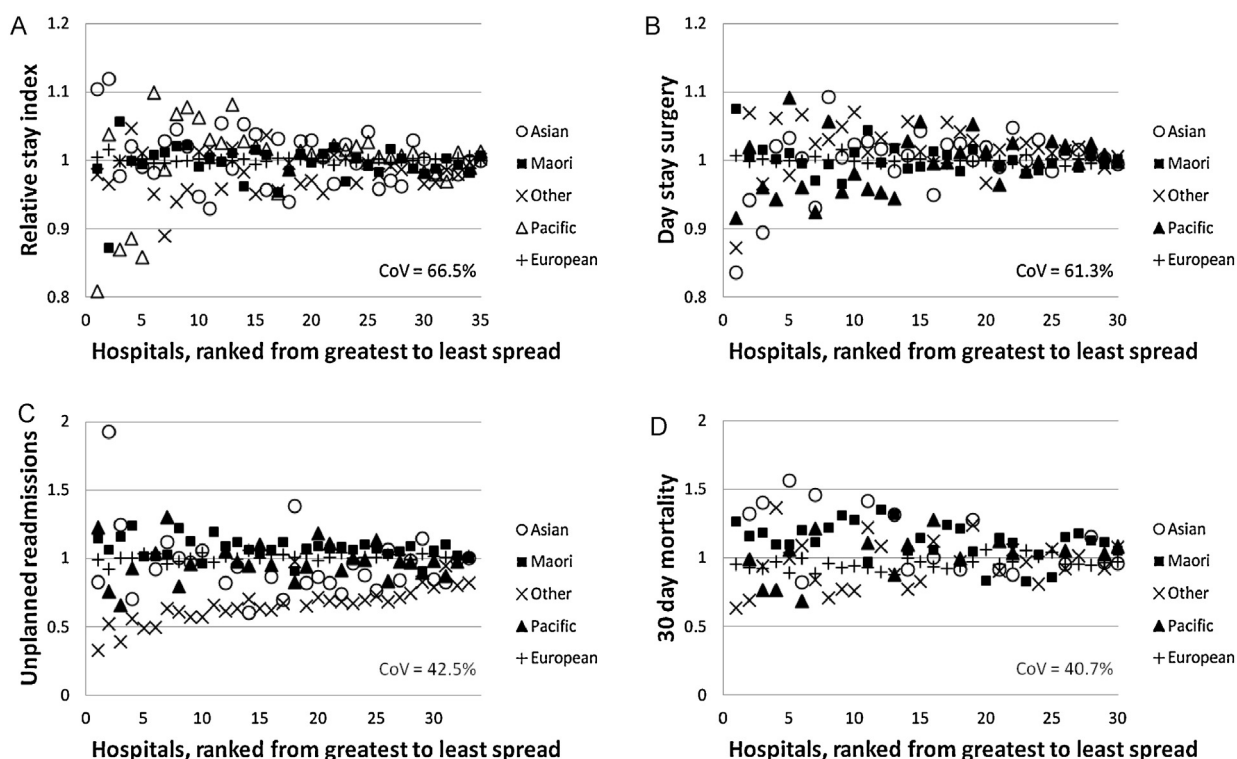 A
Relative stay index
1.2
1.1
1
0.9
0.8
0 5 10 15 20 25 30 35
Hospitals, ranked from greatest to least spread
Asian
Maori
Other
Pacific
European
CoV = 66.5%
B
Day stay surgery
1.2
1.1
1
0.9
0.8
0 5 10 15 20 25 30
Hospitals, ranked from greatest to least spread
Asian
Maori
Other
Pacific
European
CoV = 61.3%
C
Unplanned readmissions
2
1.5
1
0.5
0
0 5 10 15 20 25 30
Hospitals, ranked from greatest to least spread
Asian
Maori
Other
Pacific
European
CoV = 42.5%
D
30 day mortality
2
1.5
1
0.5
0
0 5 10 15 20 25 30
Hospitals, ranked from greatest to least spread
Asian
Maori
Other
Pacific
European
CoV = 40.7%